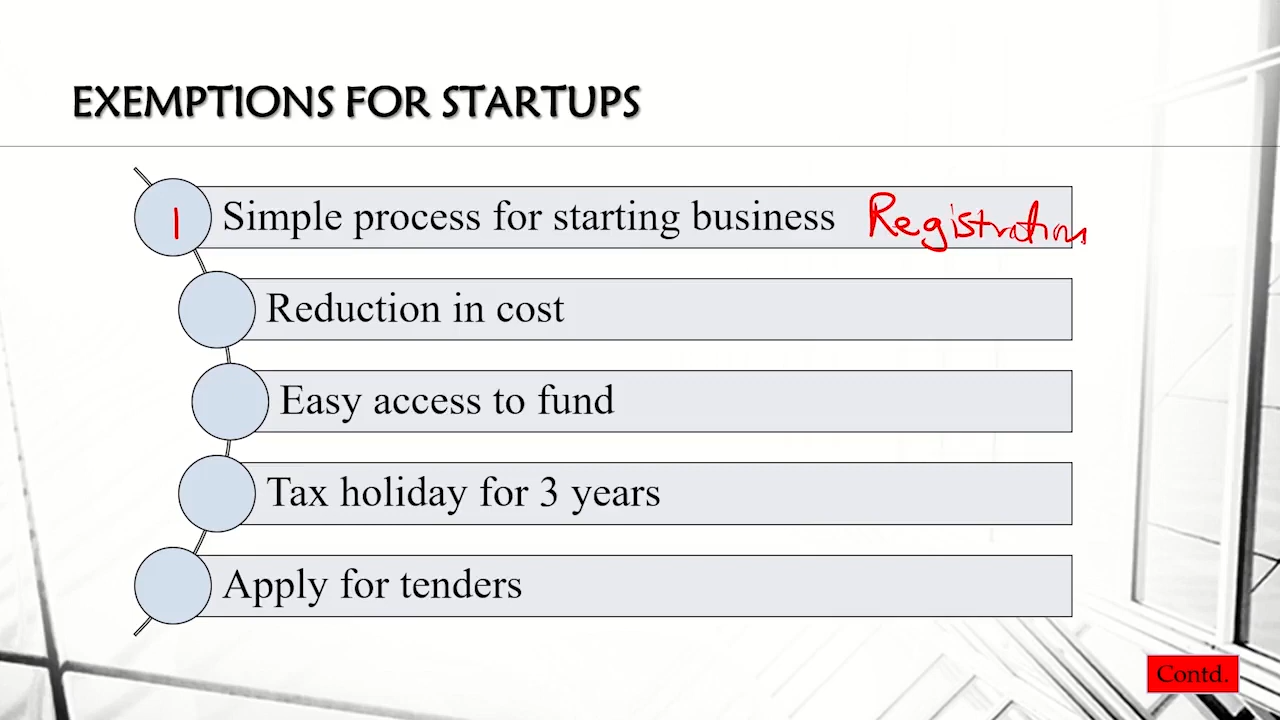 EXEMPTIONS FOR STARTUPS
1 Simple process for starting business Registration
Reduction in cost
Easy access to fund
Tax holiday for 3 years
Apply for tenders
Contd.